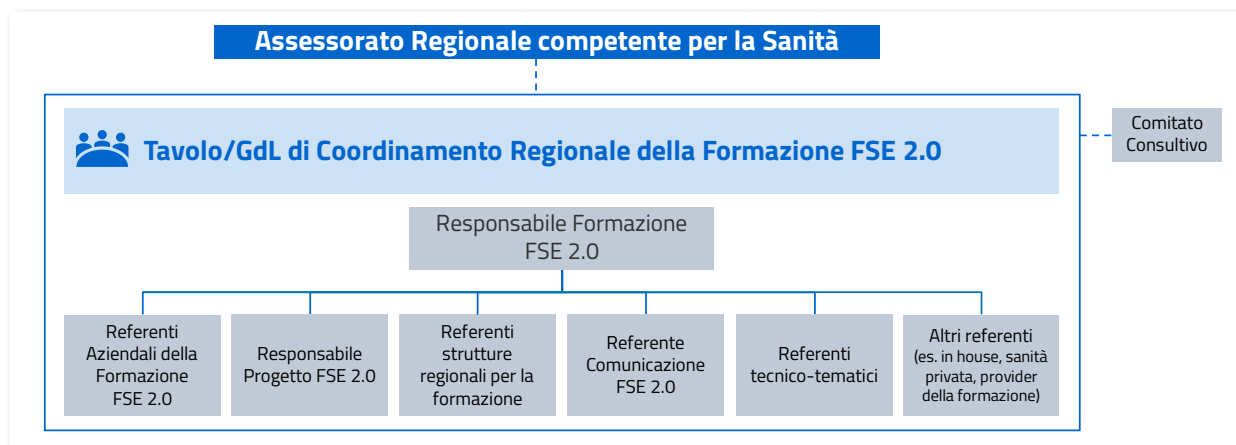 Assessorato Regionale competente per la Sanità
Tavolo/GdL di Coordinamento Regionale della Formazione FSE 2.0
Comitato
Consultivo
Responsabile Formazione
FSE 2.0
Referenti
Aziendali della
Formazione
FSE 2.0
Responsabile
Progetto FSE 2.0
Referenti
strutture
regionali per la
formazione
Referente
Comunicazione
FSE 2.0
Referenti
tecnico-tematici
Altri referenti
(es. in house, sanità
privata, provider
della formazione)